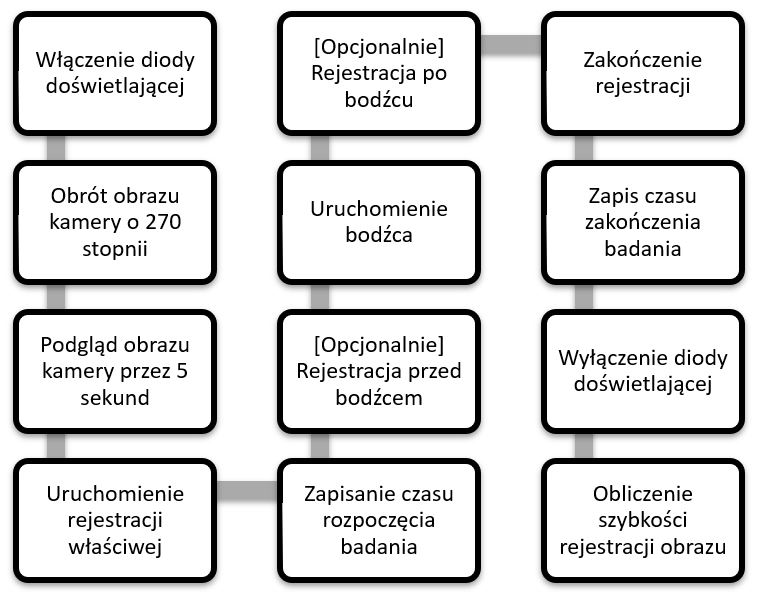 Włączenie diody
doświetlającej
Obrót obrazu
kamery o 270
stopnii
Podgląd obrazu
kamery przez 5
sekund
Uruchomienie
rejestracji
właściwej
Zapisanie czasu
rozpoczęcia
badania
[Opcjonalnie]
Rejestracja przed
bodźcem
Uruchomienie
bodźca
[Opcjonalnie]
Rejestracja po
bodźcu
Zakończenie
rejestracji
Zapis czasu
zakończenia
badania
Wyłączenie diody
doświetlającej
Obliczenie
szybkości
rejestracji obrazu